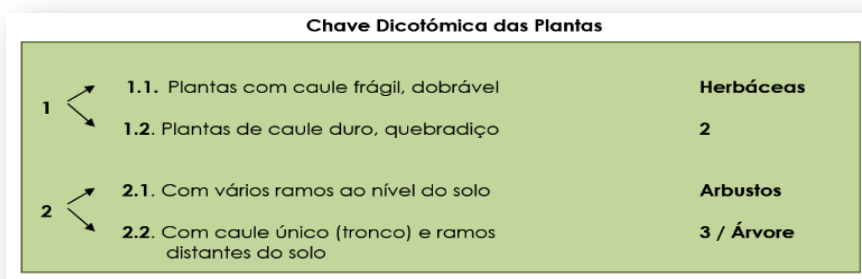 Chave Dicotómica das Plantas
1
1.1. Plantas com caule frágil, dobrável Herbáceas
1.2. Plantas de caule duro, quebradiço 2
2
2.1. Com vários ramos ao nível do solo Arbustos
2.2. Com caule único (tronco) e ramos 3 / Árvore
distantes do solo